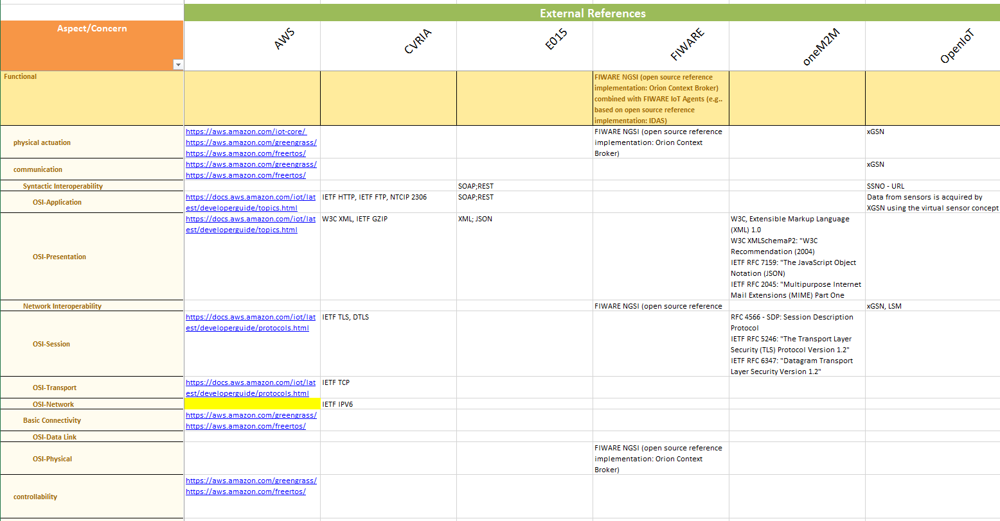 External References
Aspect/Concern
AWS
CVRIA
E015
FIWARE
oneM2M
OpenIoT
Functional
FIWARE NGSI (open source reference
implementation: Orion Context Broker)
combined with FIWARE IoT Agents (e.g..
based on open source reference
implementation: IDAS)
physical actuation
https://aws.amazon.com/iot-core/
https://aws.amazon.com/greengrass/
https://aws.amazon.com/freertos/
FIWARE NGSI (open source reference
implementation: Orion Context
Broker)
xGSN
communication
https://aws.amazon.com/greengrass/
https://aws.amazon.com/freertos/
xGSN
Syntactic Interoperability
SOAP;REST
SSNO - URL
OSI-Application
https://docs.aws.amazon.com/iot/lat
est/developerguide/topics.html
IETF HTTP, IETF FTP, NTCIP 2306
SOAP;REST
Data from sensors is acquired by
XGSN using the virtual sensor concept
OSI-Presentation
https://docs.aws.amazon.com/iot/lat
est/developerguide/topics.html
W3C XML, IETF GZIP
XML; JSON
W3C, Extensible Markup Language
(XML) 1.0
W3C XMLSchemaP2: "W3C
Recommendation (2004)
IETF RFC 7159: "The JavaScript Object
Notation (JSON)
IETF RFC 2045: "Multipurpose Internet
Mail Extensions (MIME) Part One
Network Interoperability
FIWARE NGSI (open source reference
xGSN, LSM
OSI-Session
https://docs.aws.amazon.com/iot/lat
est/developerguide/protocols.html
IETF TLS, DTLS
RFC 4566 - SDP: Session Description
Protocol
IETF RFC 5246: "The Transport Layer
Security (TLS) Protocol Version 1.2"
IETF RFC 6347: "Datagram Transport
Layer Security Version 1.2"
OSI-Transport
https://docs.aws.amazon.com/iot/lat
est/developerguide/protocols.html
IETF TCP
OSI-Network
IETF IPV6
Basic Connectivity
https://aws.amazon.com/greengrass/
https://aws.amazon.com/freertos/
OSI-Data Link
OSI-Physical
FIWARE NGSI (open source reference
implementation: Orion Context
Broker)
controllability
https://aws.amazon.com/greengrass/
https://aws.amazon.com/freertos/